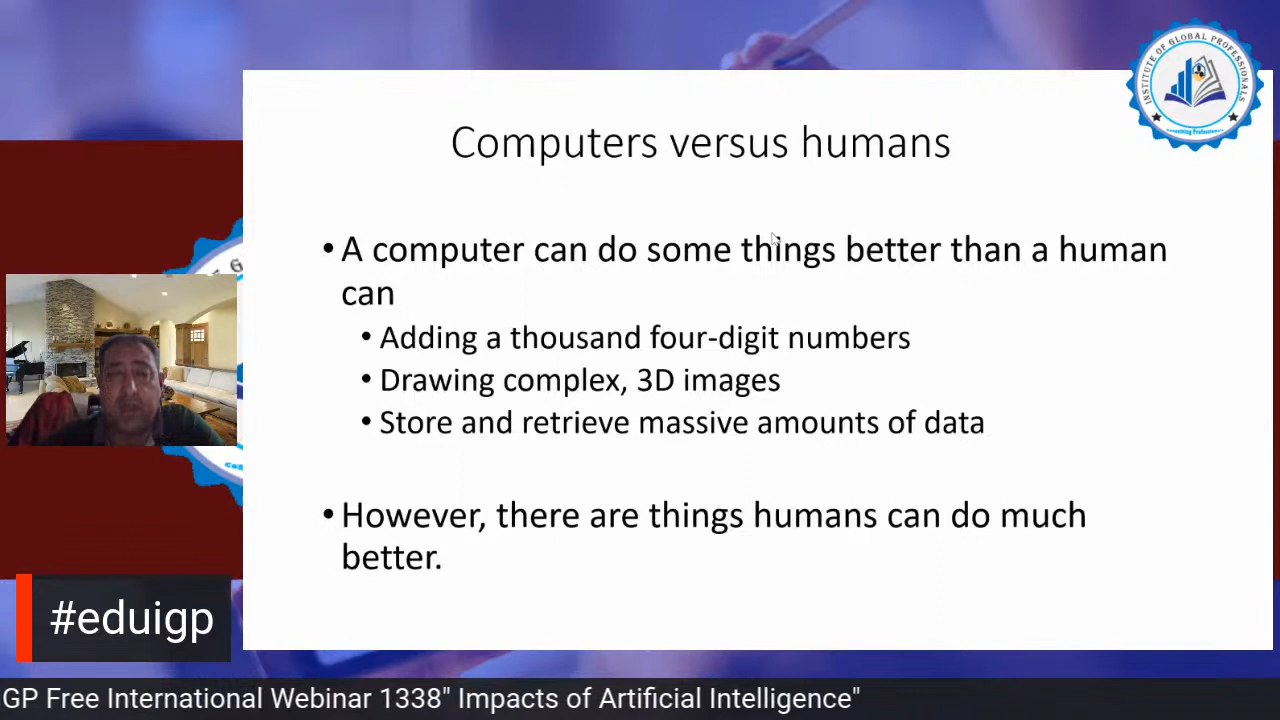 INSTITUTE OF GLOBAL PROFESSIONALS
Computers versus humans
• A computer can do some things better than a human
can
• Adding a thousand four-digit numbers
• Drawing complex, 3D images
• Store and retrieve massive amounts of data
• However, there are things humans can do much
better.
#eduigp
GP Free International Webinar 1338" Impacts of Artificial Intelligence"